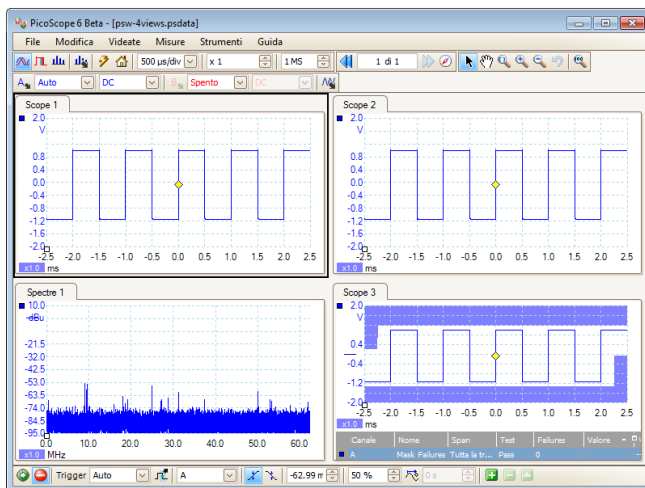 PicoScope 6 Beta - [psw-4views.psdata]
File Modifica Videate Misure Strumenti Guida
500 µs/div x 1 1 MS 1 di 1
A Auto DC B Spento DC
Scope 1
2.0
V
0.8
0.4
0.0
-0.4
-0.8
-1.2
-2.0
-2.5 -2.0 -1.5 -1.0 -0.5 0.0 0.5 1.0 1.5 2.0 2.5
x1.0 ms
Scope 2
2.0
V
0.8
0.4
0.0
-0.4
-0.8
-1.2
-2.0
-2.5 -2.0 -1.5 -1.0 -0.5 0.0 0.5 1.0 1.5 2.0 2.5
x1.0 ms
Spectre 1
10.0
dBu
-21.5
-32.0
-42.5
-53.0
-63.5
-74.0
-84.5
-95.0
0.0 10.0 20.0 30.0 40.0 50.0 60.0
x1.0 MHz
Scope 3
2.0
V
0.4
-0.4
-1.2
-2.0
-2.5 -2.0 -1.5 -1.0 -0.5 0.0 0.5 1.0 1.5 2.0 2.5
x1.0 ms
Canale Nome Span Test Failures Valore
A Mask Failures Tutta la tr... Pass 0
Trigger Auto A -62.99 m 50 % 0 s